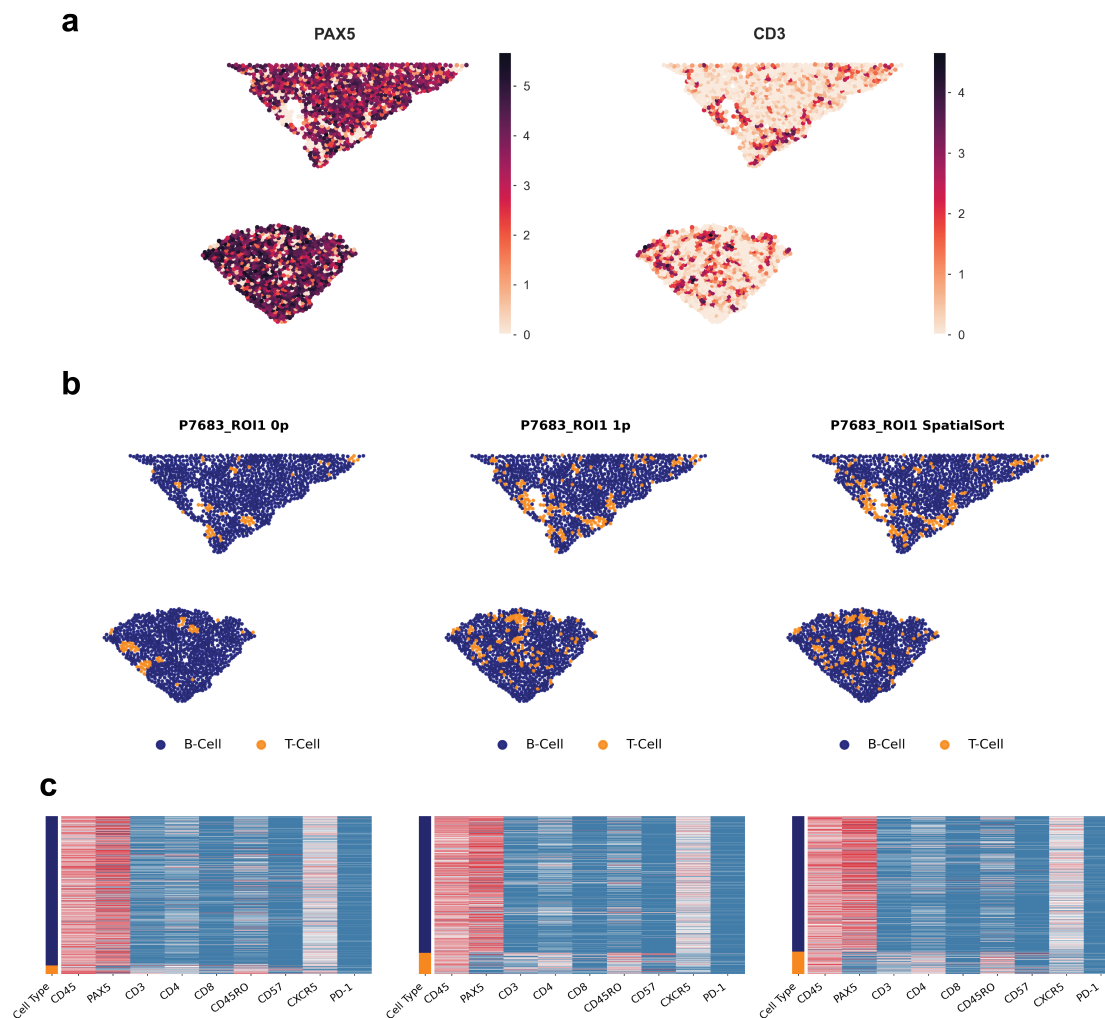 a
PAX5
CD3
5
4
3
2
1
0
4
3
2
1
0
b
P7683_ROI1 0p
P7683_ROI1 1p
P7683_ROI1 SpatialSort
B-Cell T-Cell
B-Cell T-Cell
B-Cell T-Cell
c
Cell Type CD45 PAX5 CD3 CD4 CD8 CD45RO CD57 CXCR5 PD-1
Cell Type CD45 PAX5 CD3 CD4 CD8 CD45RO CD57 CXCR5 PD-1
Cell Type CD45 PAX5 CD3 CD4 CD8 CD45RO CD57 CXCR5 PD-1